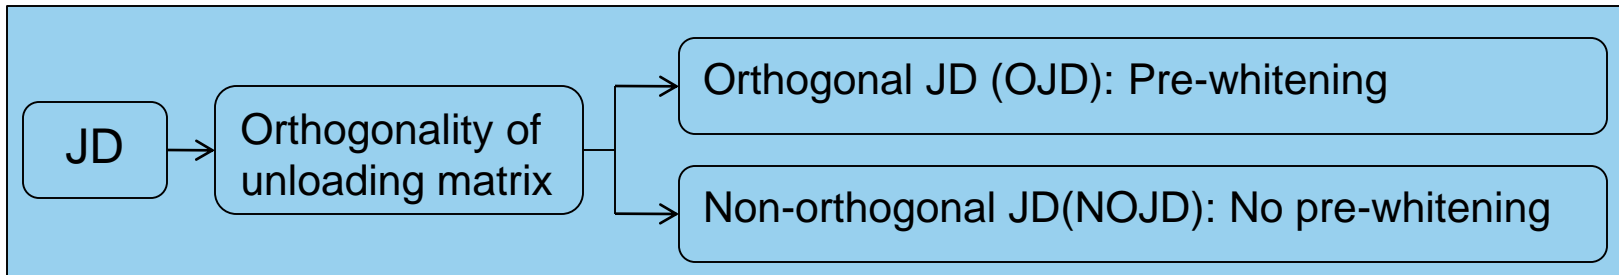 JD
Orthogonality of
unloading matrix
Orthogonal JD (OJD): Pre-whitening
Non-orthogonal JD(NOJD): No pre-whitening